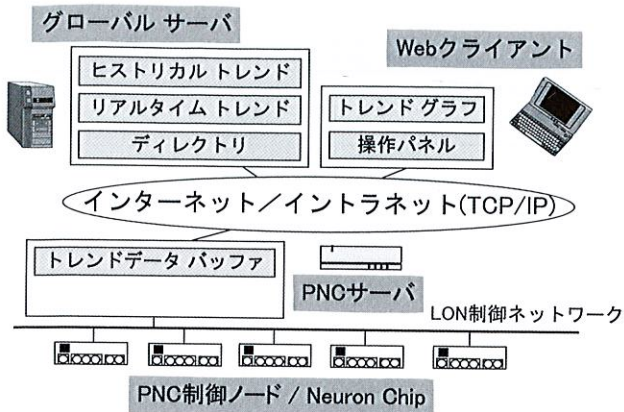 グローバル サーバ
Webクライアント
ヒストリカル トレンド
リアルタイム トレンド
ディレクトリ
トレンド グラフ
操作パネル
インターネット／イントラネット(TCP/IP)
トレンドデータ バッファ
PNCサーバ
LON制御ネットワーク
PNC制御ノード / Neuron Chip